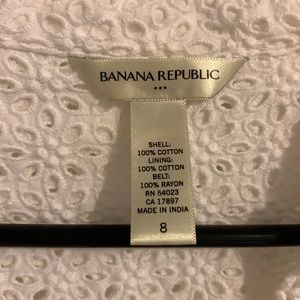 BANANA REPUBLIC
SHELL:
100% COTTON
LINING:
100% COTTON
BELT:
100% RAYON
RN 54023
CA 17897
MADE IN INDIA
8